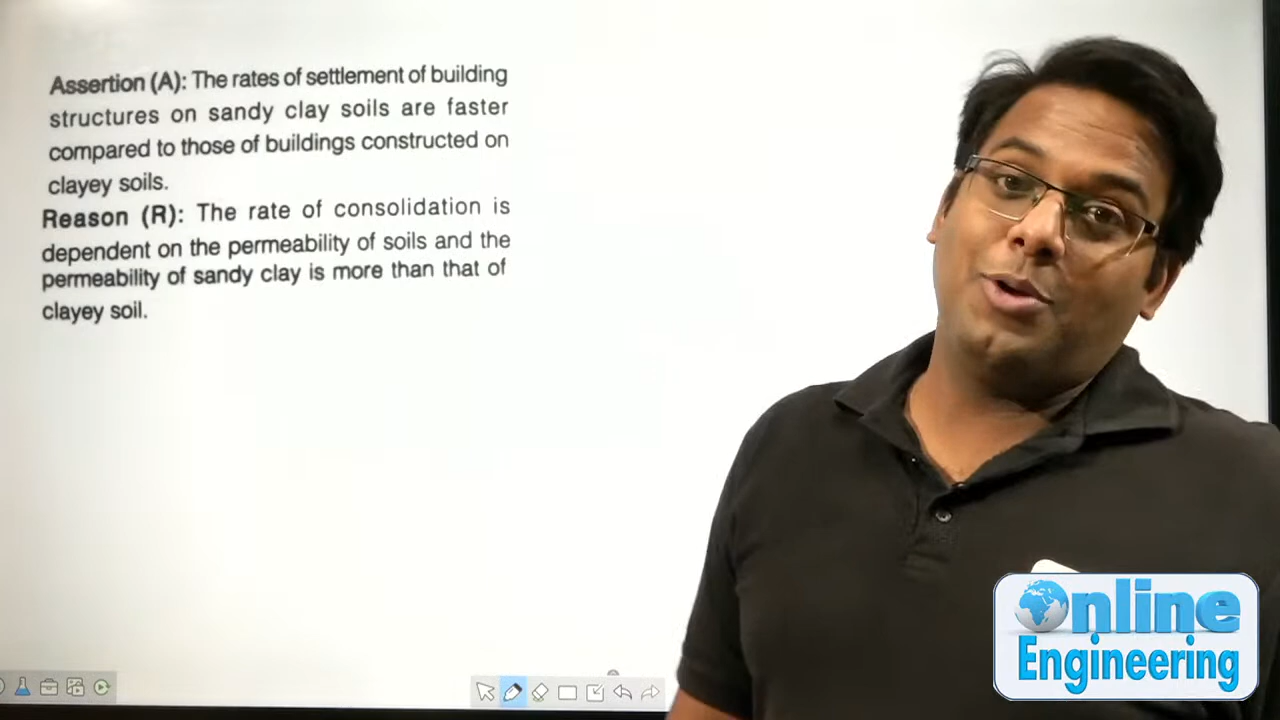 Assertion (A): The rates of settlement of building
structures on sandy clay soils are faster
compared to those of buildings constructed on
clayey soils.
Reason (R): The rate of consolidation is
dependent on the permeability of soils and the
permeability of sandy clay is more than that of
clayey soil.
Online
Engineering